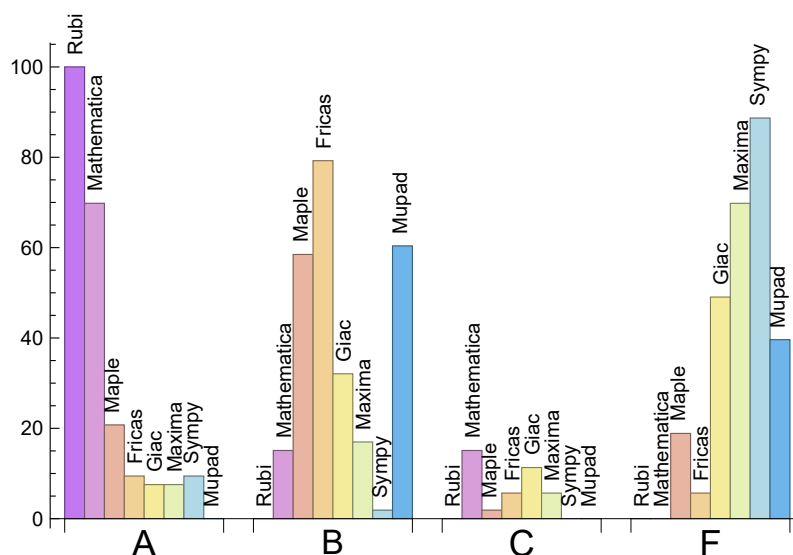 Rubi
Mathematica
Maple
Fricas
Giac
Maxima
Sympy
Mupad
Rubi
Mathematica
Maple
Fricas
Giac
Maxima
Sympy
Mupad
Rubi
Mathematica
Maple
Fricas
Giac
Maxima
Sympy
Mupad
Rubi
Mathematica
Maple
Fricas
Giac
Maxima
Sympy
Mupad
100
80
60
40
20
0
A B C F